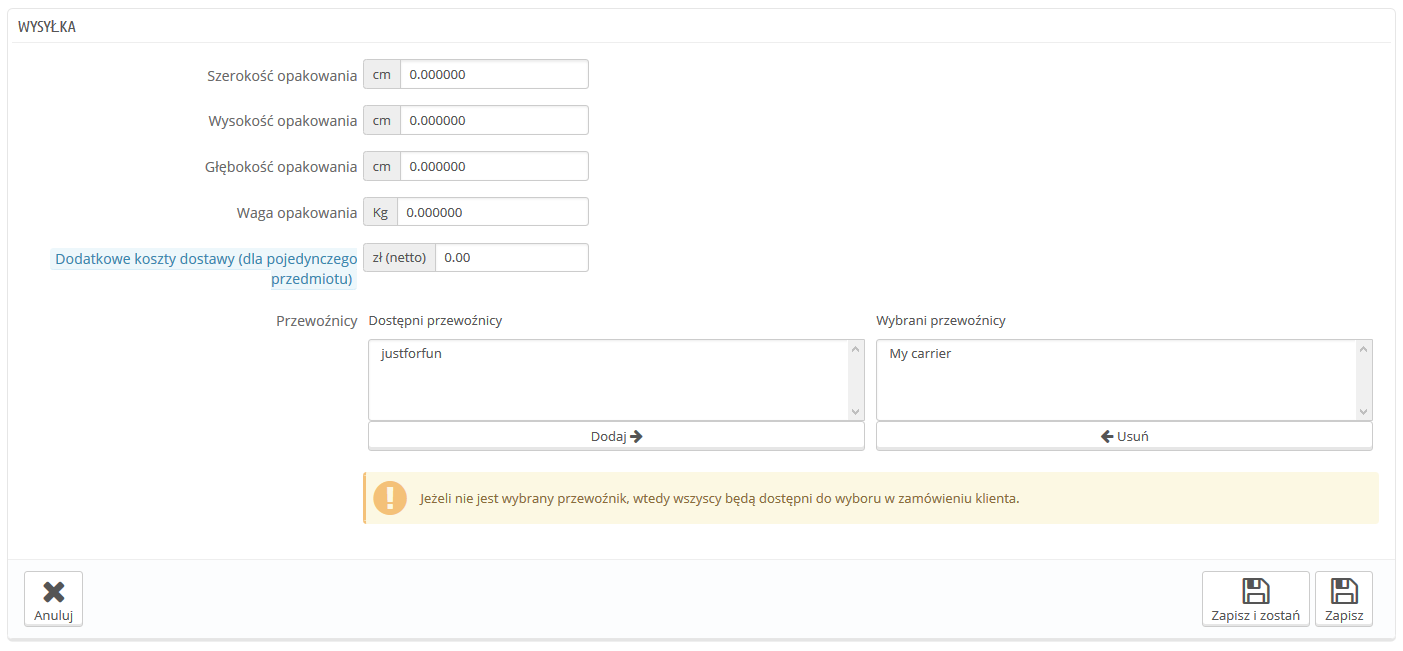 WYSYŁKA
Szerokość opakowania cm 0.000000
Wysokość opakowania cm 0.000000
Głębokość opakowania cm 0.000000
Waga opakowania Kg 0.000000
Dodatkowe koszty dostawy (dla pojedynczego zł (netto) 0.00
przedmiotu)
Przewoźnicy Dostępni przewoźnicy Wybrani przewoźnicy
justforfun My carrier
Dodaj Usuń
Jeżeli nie jest wybrany przewoźnik, wtedy wszyscy będą dostępni do wyboru w zamówieniu klienta.
Anuluj Zapisz i zostań Zapisz